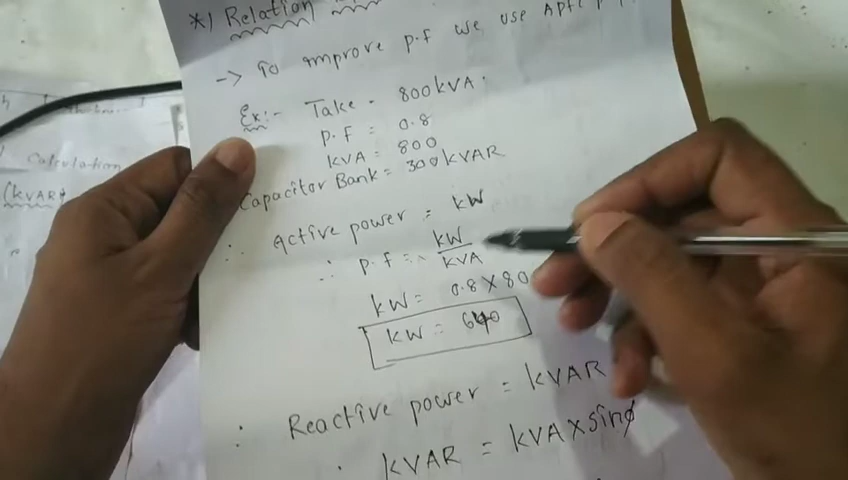 *) Relation
-> To improve p.f we use APFC
Ex:- Take - 800kVA.
p.f = 0.8
kVA = 800
Capacitor Bank = 300kVAR
∴ Active power = kW
∴ p.f = kW
kVA
kW = 0.8 X 80
kW = 640
∴ Reactive power = kVAR
kVAR = kVA x sinϕ
Calculation
(kVAR)